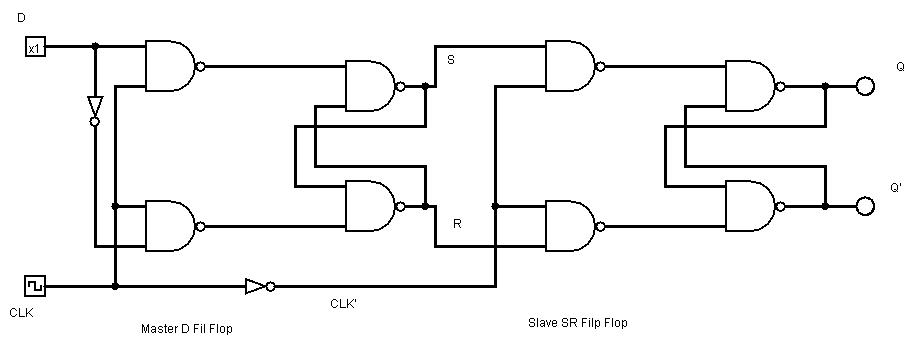 D
x1
S
Q
Q'
R
CLK
CLK'
Master D Fil Flop
Slave SR Filp Flop